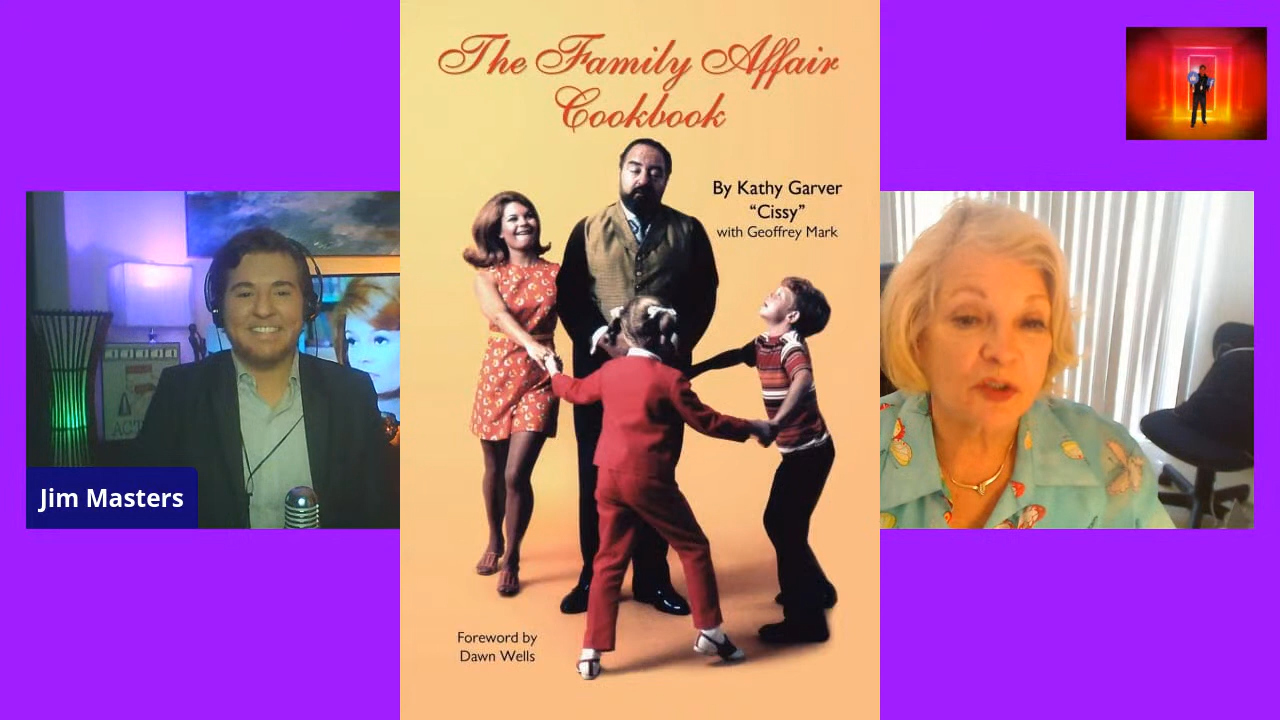 The Family Affair
Cookbook
By Kathy Garver
“Cissy”
with Geoffrey Mark
Jim Masters
Foreword by
Dawn Wells